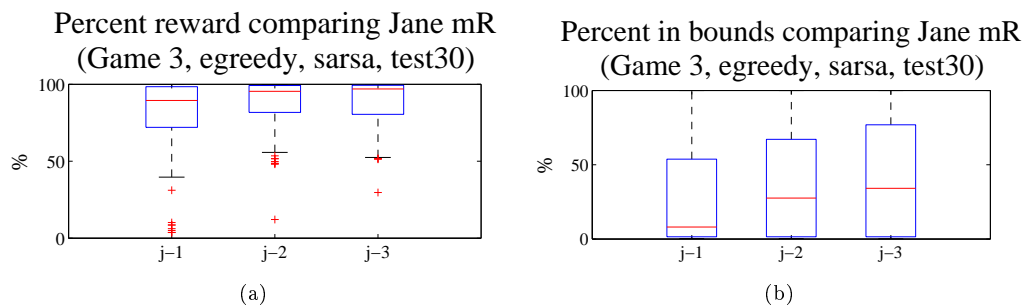 Percent reward comparing Jane mR
(Game 3, egreedy, sarsa, test30)
100
50
0
%
j-1 j-2 j-3
(a)
Percent in bounds comparing Jane mR
(Game 3, egreedy, sarsa, test30)
100
50
0
%
j-1 j-2 j-3
(b)